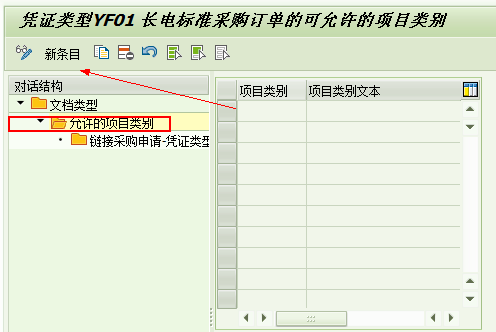 凭证类型YF01 长电标准采购订单的可允许的项目类别
新条目
对话结构
文档类型
允许的项目类别
链接采购申请-凭证类型
项目类别 项目类别文本